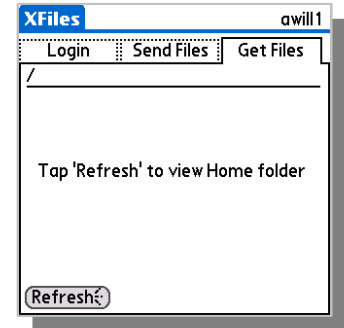 XFiles awill1
Login Send Files Get Files
/
Tap 'Refresh' to view Home folder
Refresh